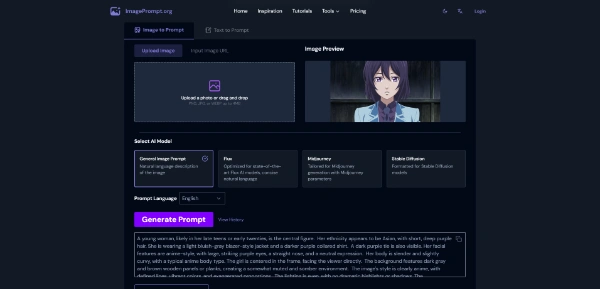 ImagePrompt.org
Home Inspiration Tutorials Tools Pricing Login
Image to Prompt Text to Prompt
Upload Image Input Image URL
Image Preview
Upload a photo or drag and drop
Select AI Model
General Image Prompt
Natural language description
of the image
Flux
Optimized for state-of-the-
art Flux AI models, concise
natural language
Midjourney
Tailored for Midjourney
generation with Midjourney
parameters
Stable Diffusion
Formatted for Stable Diffusion
models
Prompt Language English
Generate Prompt View History
A young woman, likely in her late teens or early twenties, is the central figure. Her ethnicity appears to be Asian, with short, deep purple
hair. She is wearing a light bluish-gray blazer-style jacket and a darker purple collared shirt. A dark purple tie is also visible. Her facial
features are anime-style, with large, striking purple eyes, a straight nose, and a neutral expression. Her body is slender and slightly
curvy, with a typical anime body type. The girl is centered in the frame, facing the viewer directly. The background features dark gray
and brown wooden panels or planks, creating a somewhat muted and somber environment. The image's style is clearly anime, with